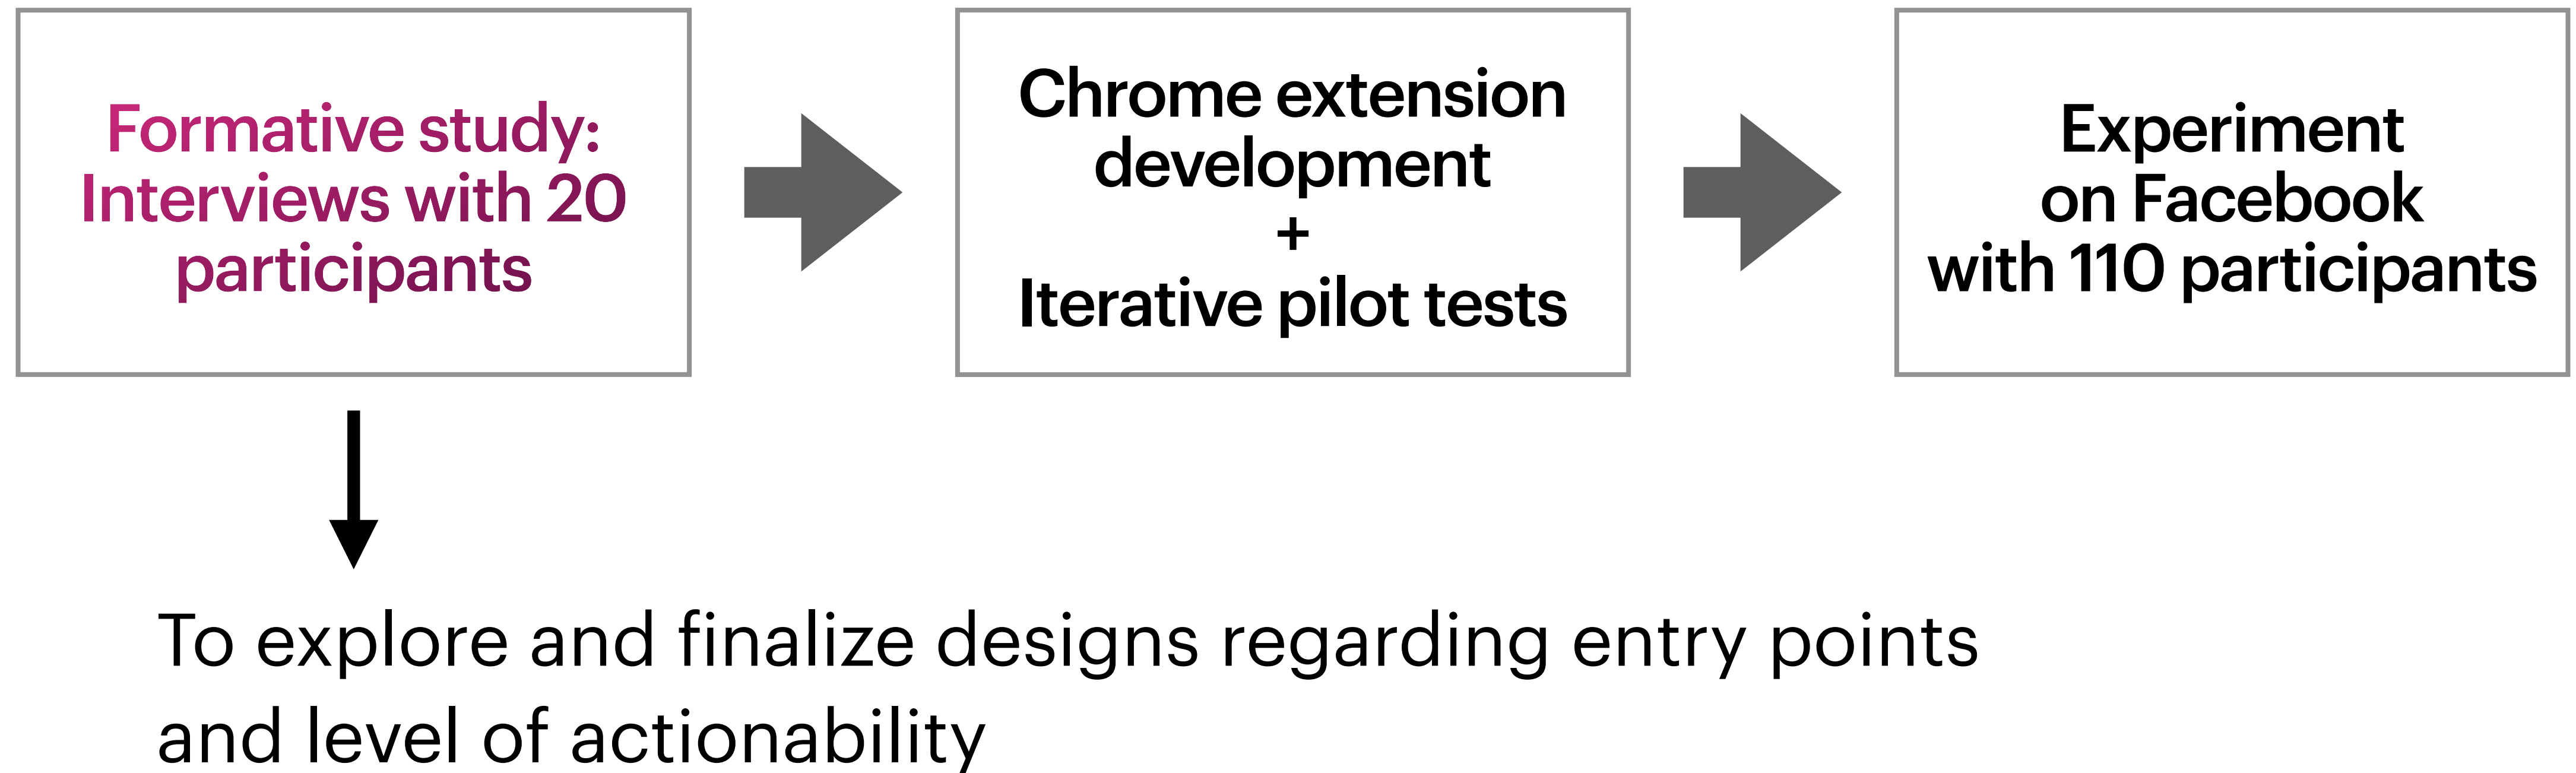 Formative study:
Interviews with 20
participants
Chrome extension
development
+
Iterative pilot tests
Experiment
on Facebook
with 110 participants
To explore and finalize designs regarding entry points
and level of actionability